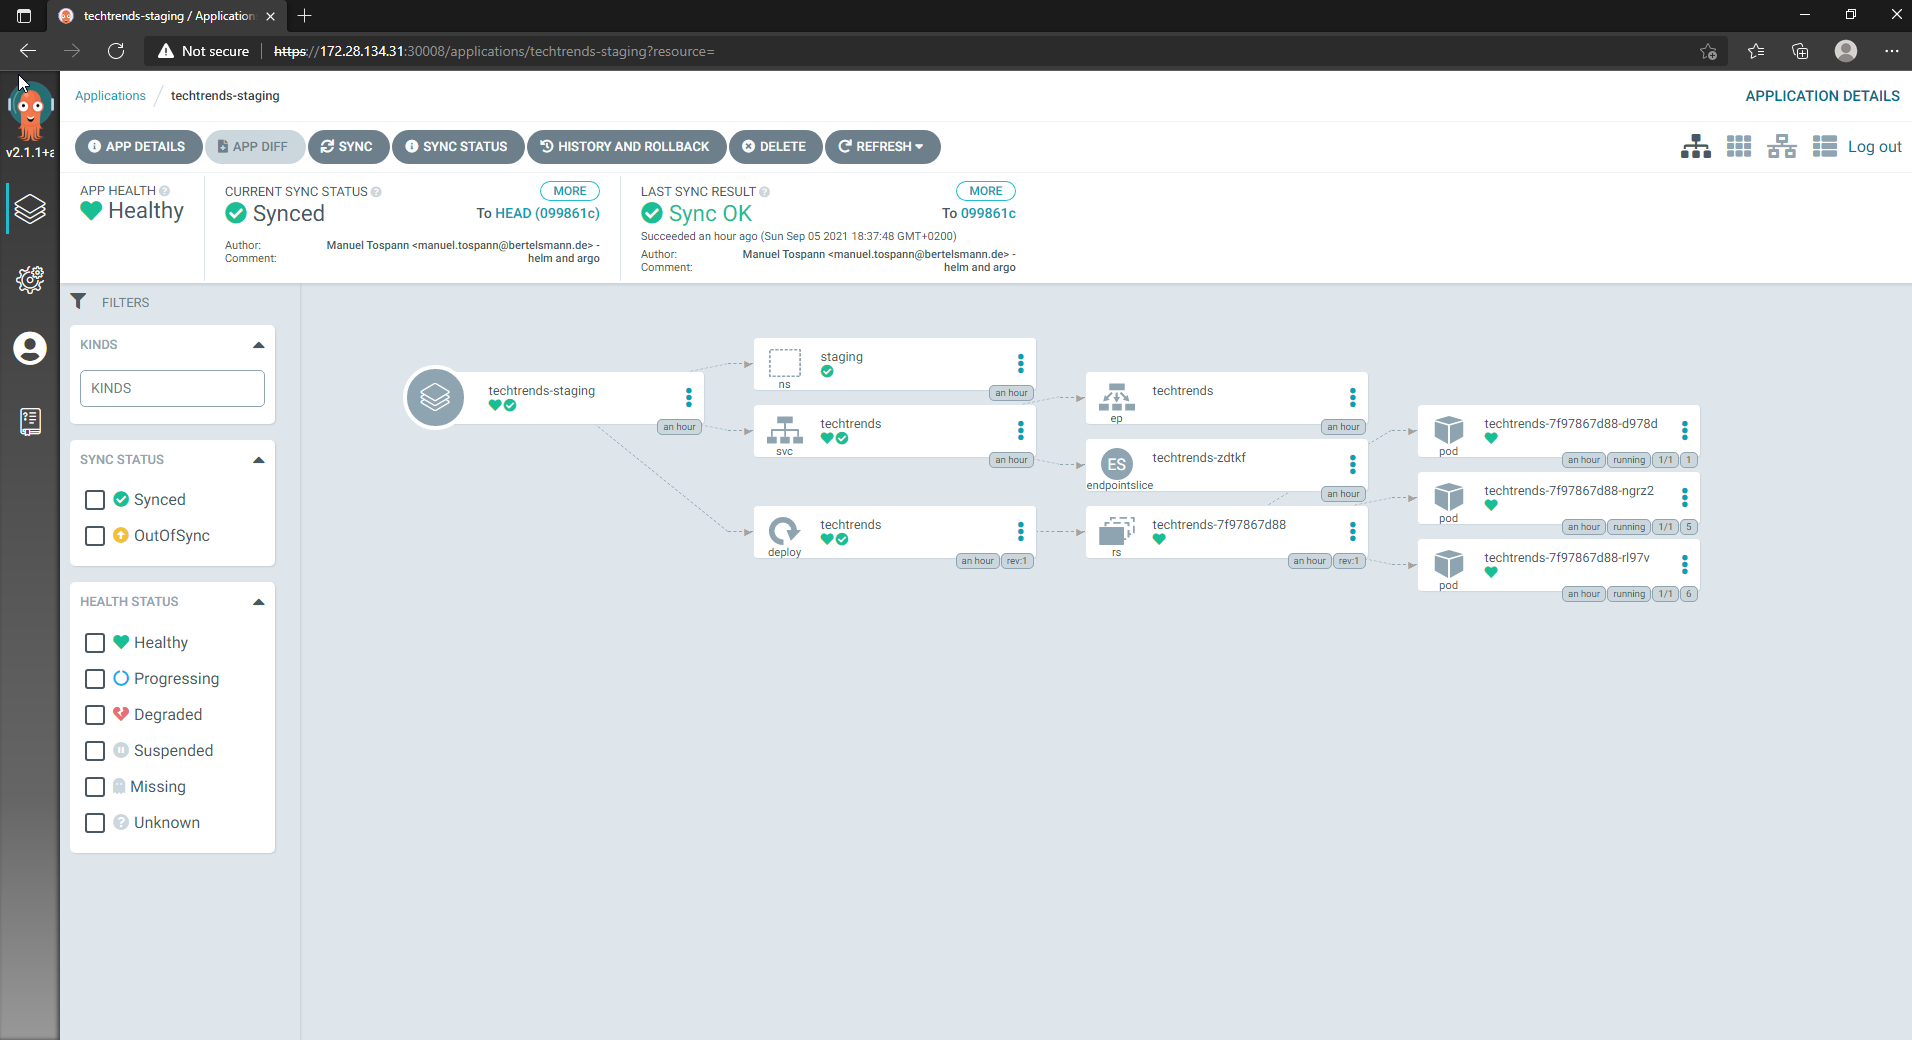 techtrends-staging / Application
Not secure https://172.28.134.31:30008/applications/techtrends-staging?resource=
v2.1.1+a
Applications / techtrends-staging
APPLICATION DETAILS
APP DETAILS APP DIFF SYNC SYNC STATUS HISTORY AND ROLLBACK DELETE REFRESH
Log out
APP HEALTH
Healthy
CURRENT SYNC STATUS MORE
Synced To HEAD (099861c)
Author: Manuel Tospann <manuel.tospann@bertelsmann.de> -
Comment: helm and argo
LAST SYNC RESULT MORE
Sync OK To 099861c
Succeeded an hour ago (Sun Sep 05 2021 18:37:48 GMT+0200)
Author: Manuel Tospann <manuel.tospann@bertelsmann.de> -
Comment: helm and argo
FILTERS
KINDS
KINDS
SYNC STATUS
Synced
OutOfSync
HEALTH STATUS
Healthy
Progressing
Degraded
Suspended
Missing
Unknown
techtrends-staging
an hour
staging
ns
an hour
techtrends
svc
an hour
techtrends
deploy
an hour rev:1
techtrends
ep
an hour
ES
techtrends-zdtkf
endpointslice
an hour
techtrends-7f97867d88
rs
an hour rev:1
techtrends-7f97867d88-d978d
pod
an hour running 1/1 1
techtrends-7f97867d88-ngrz2
pod
an hour running 1/1 5
techtrends-7f97867d88-rl97v
pod
an hour running 1/1 6